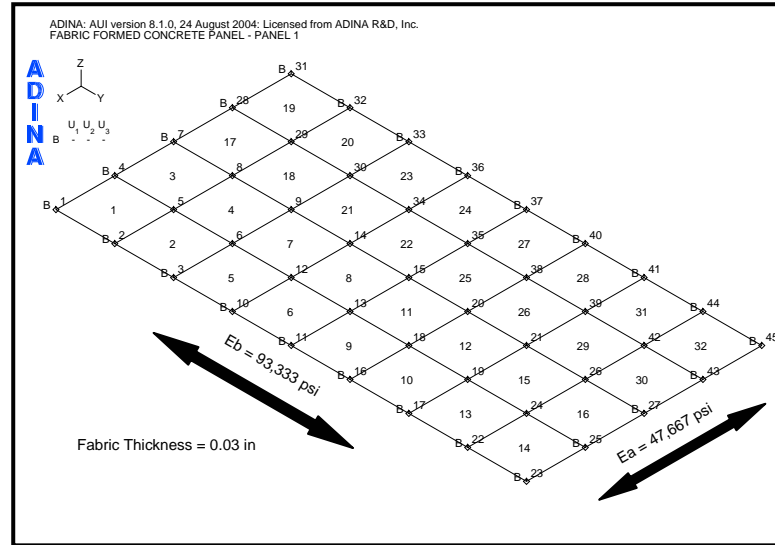 ADINA: AUI version 8.1.0, 24 August 2004: Licensed from ADINA R&D, Inc.
FABRIC FORMED CONCRETE PANEL - PANEL 1
ADINA
Z
X Y
U1 U2 U3
B - - -
B 31
B 28 19 32
B 7 17 29 20 33
B 4 3 8 18 30 23 36
B 1 1 5 4 9 21 34 24 37
B 2 2 6 7 14 22 35 27 40
B 3 5 12 8 15 25 38 28 41
B 10 6 13 11 20 26 39 31 44
B 11 9 18 12 21 29 42 32 B 45
B 16 10 19 15 26 30 B 43
B 17 13 24 16 B 27
B 22 14 B 25
B 23
Eb = 93,333 psi
Ea = 47,667 psi
Fabric Thickness = 0.03 in